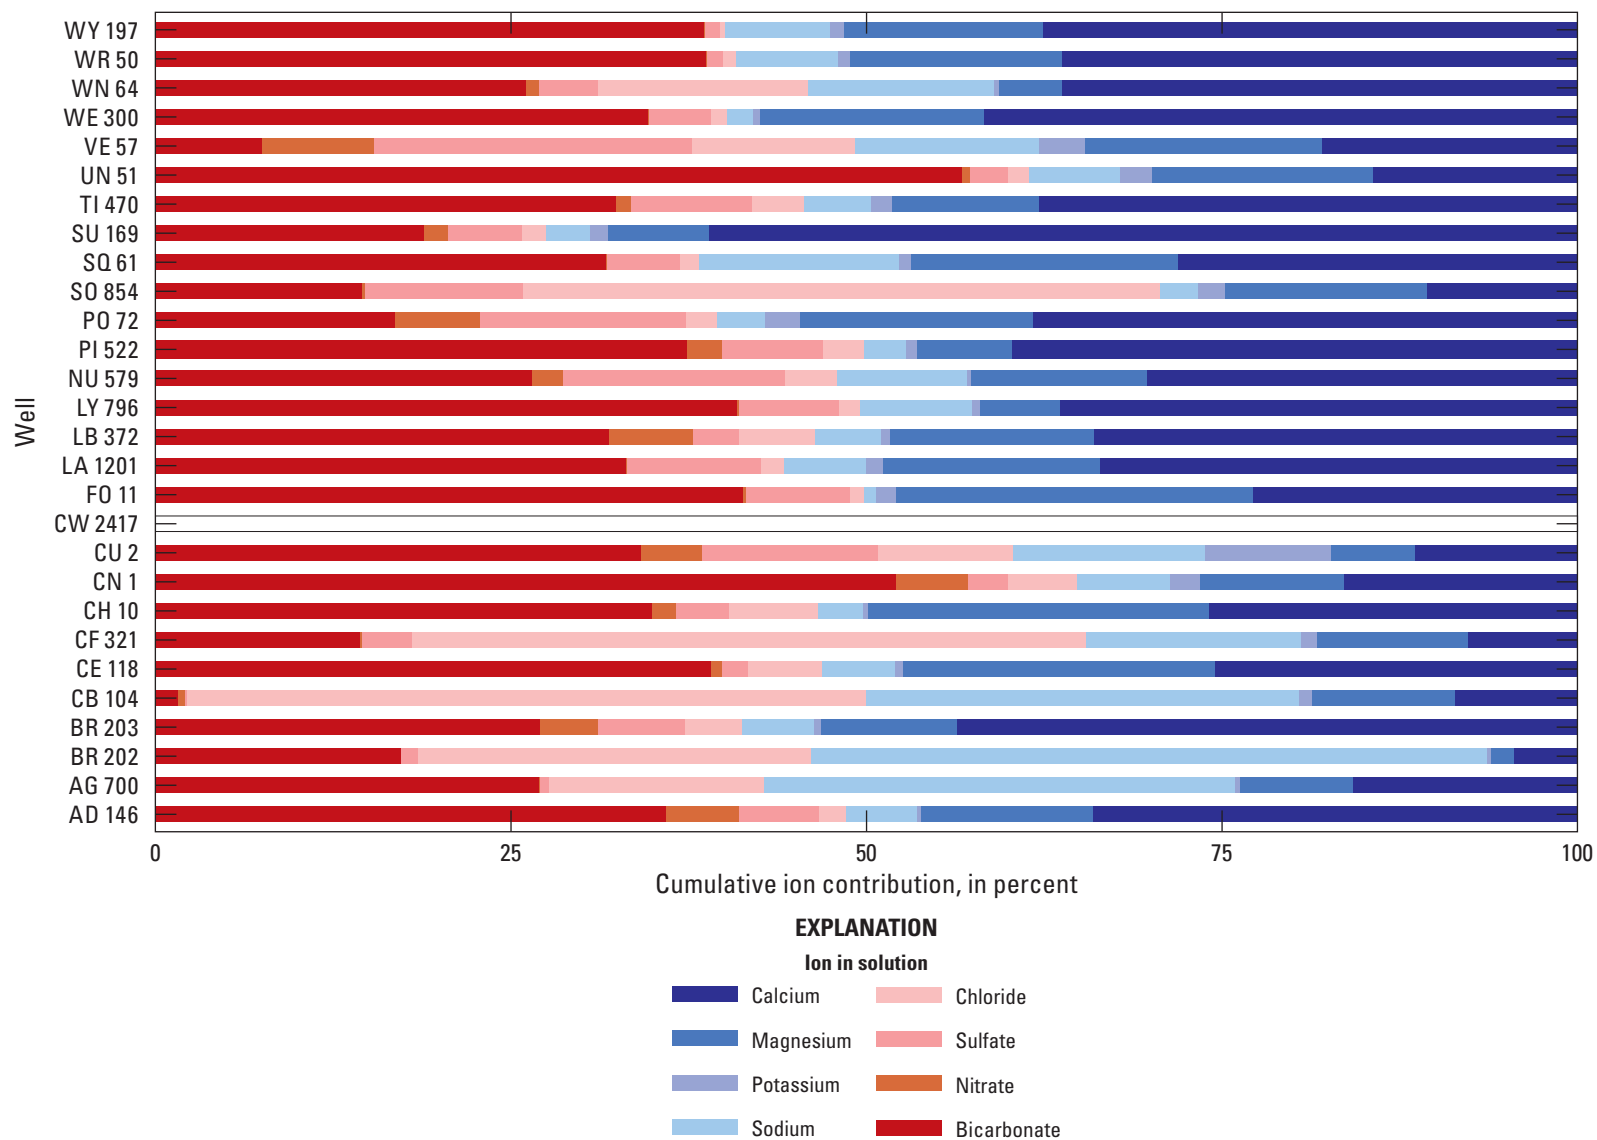 WY 197
WR 50
WN 64
WE 300
VE 57
UN 51
TI 470
SU 169
SQ 61
SO 854
PO 72
PI 522
NU 579
LY 796
LB 372
LA 1201
FO 11
CW 2417
CU 2
CN 1
CH 10
CF 321
CE 118
CB 104
BR 203
BR 202
AG 700
AD 146
Well
0 25 50 75 100
Cumulative ion contribution, in percent
EXPLANATION
Ion in solution
Calcium Chloride
Magnesium Sulfate
Potassium Nitrate
Sodium Bicarbonate